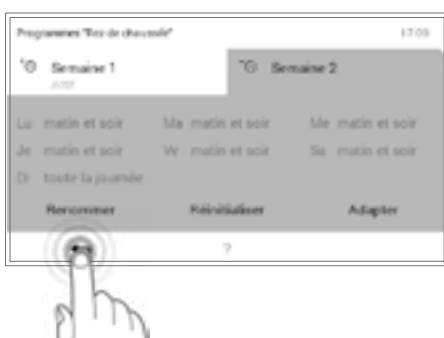 Programmes "Rez de chaussée" 17:00
Semaine 1 Semaine 2
Actif
Lu matin et soir Ma matin et soir Me matin et soir
Je matin et soir Ve matin et soir Sa matin et soir
Di toute la journée
Renommer Réinitialiser Adapter
?